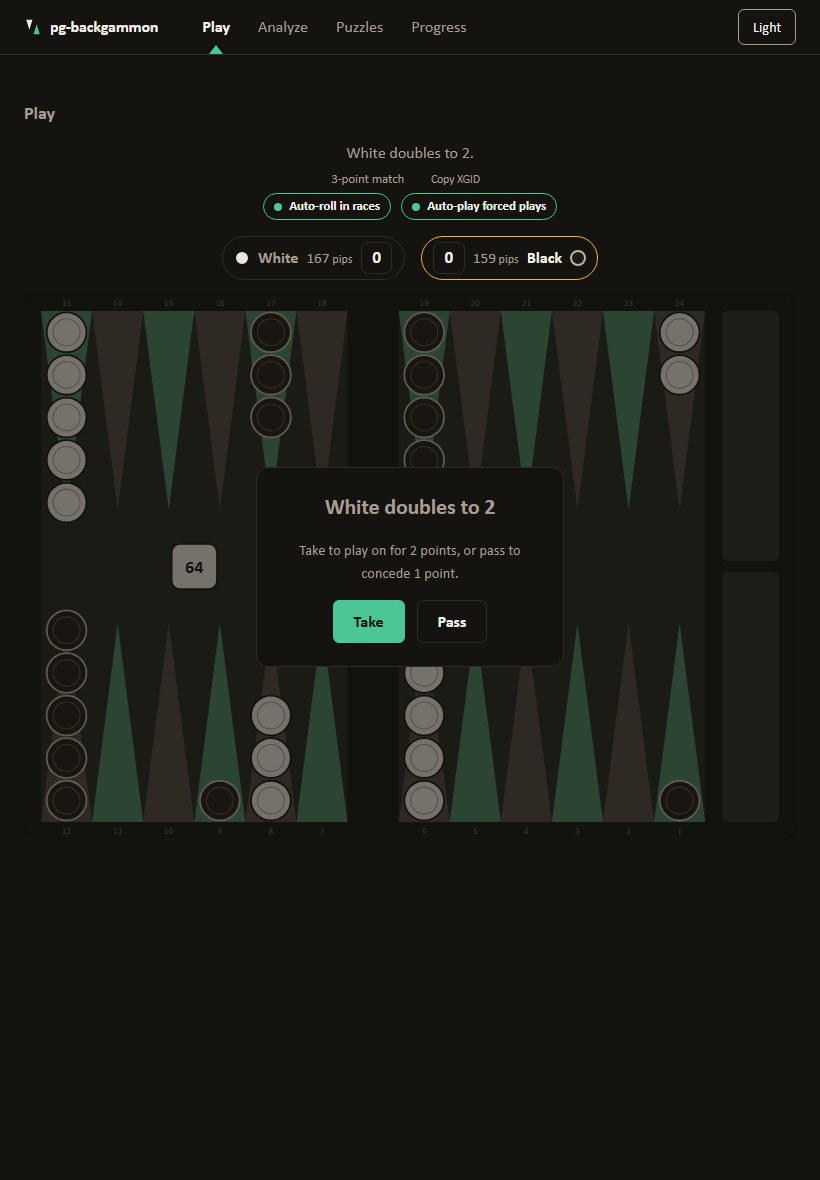 pg-backgammon Play Analyze Puzzles Progress Light
Play
White doubles to 2.
3-point match Copy XGID
Auto-roll in races Auto-play forced plays
White 167 pips 0 0 159 pips Black
13 14 15 16 17 18 19 20 21 22 23 24
White doubles to 2
Take to play on for 2 points, or pass to
concede 1 point.
64
Take Pass
12 11 10 9 8 7 6 5 4 3 2 1